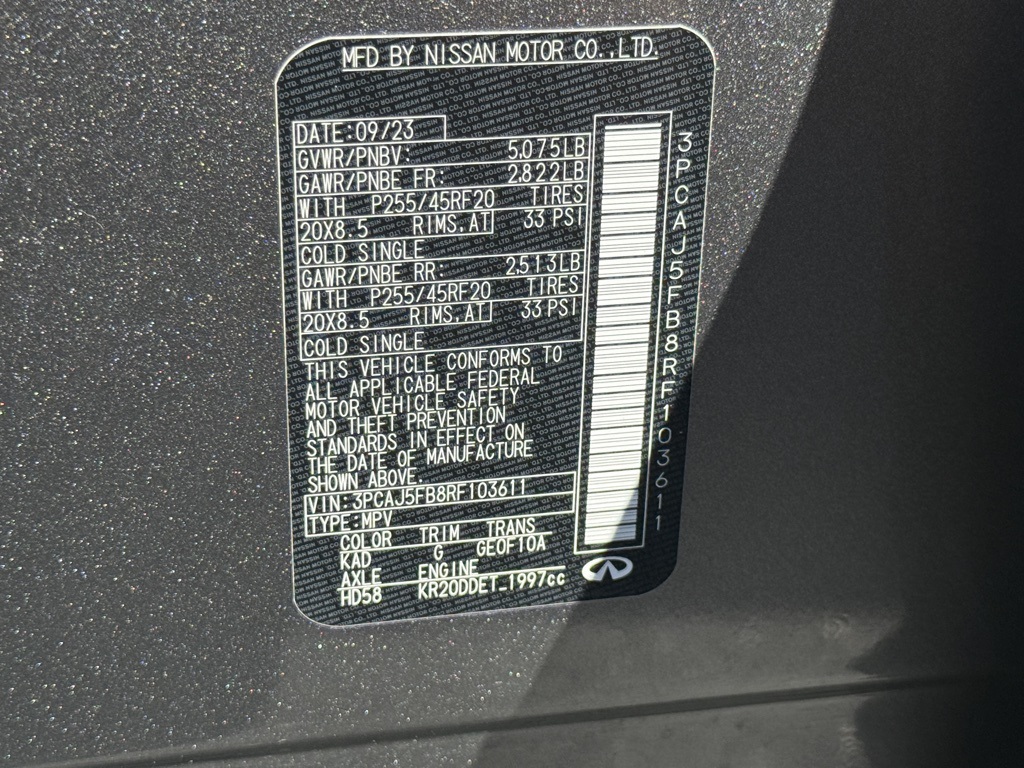 MFD BY NISSAN MOTOR CO.,LTD.
DATE:09/23
GVWR/PNBV: 5,075LB
GAWR/PNBE FR: 2,822LB
WITH P255/45RF20 TIRES
20X8.5 RIMS.AT 33 PSI
COLD SINGLE
GAWR/PNBE RR: 2,513LB
WITH P255/45RF20 TIRES
20X8.5 RIMS.AT 33 PSI
COLD SINGLE
THIS VEHICLE CONFORMS TO
ALL APPLICABLE FEDERAL
MOTOR VEHICLE SAFETY
AND THEFT PREVENTION
STANDARDS IN EFFECT ON
THE DATE OF MANUFACTURE
SHOWN ABOVE.
VIN:3PCAJ5FB8RF103611
TYPE:MPV
COLOR TRIM TRANS
KAD G GE0F10A
AXLE ENGINE
HD58 KR20DDET_1997cc
3PCAJ5FB8RF103611